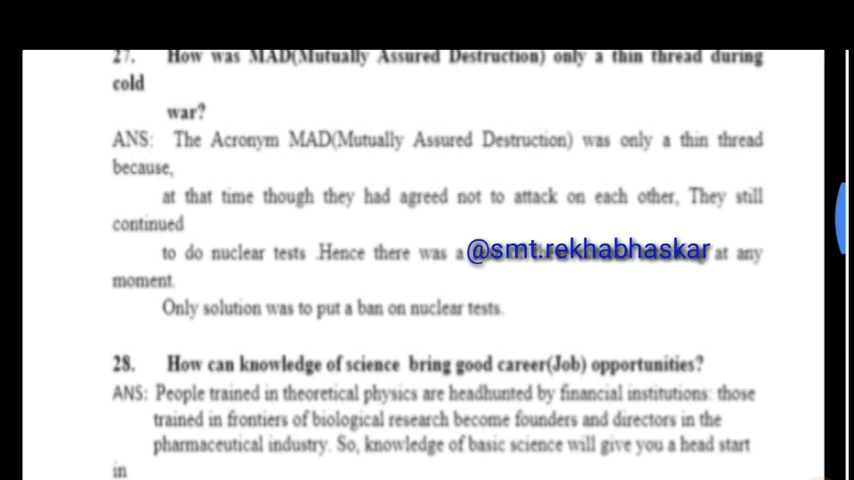 27. How was MAD(Mutually Assured Destruction) only a thin thread during
cold
war?
ANS: The Acronym MAD(Mutually Assured Destruction) was only a thin thread
because,
at that time though they had agreed not to attack on each other, They still
continued
to do nuclear tests .Hence there was a @smt.rekhabhaskar at any
moment.
Only solution was to put a ban on nuclear tests.
28. How can knowledge of science bring good career(Job) opportunities?
ANS: People trained in theoretical physics are headhunted by financial institutions: those
trained in frontiers of biological research become founders and directors in the
pharmaceutical industry. So, knowledge of basic science will give you a head start
in